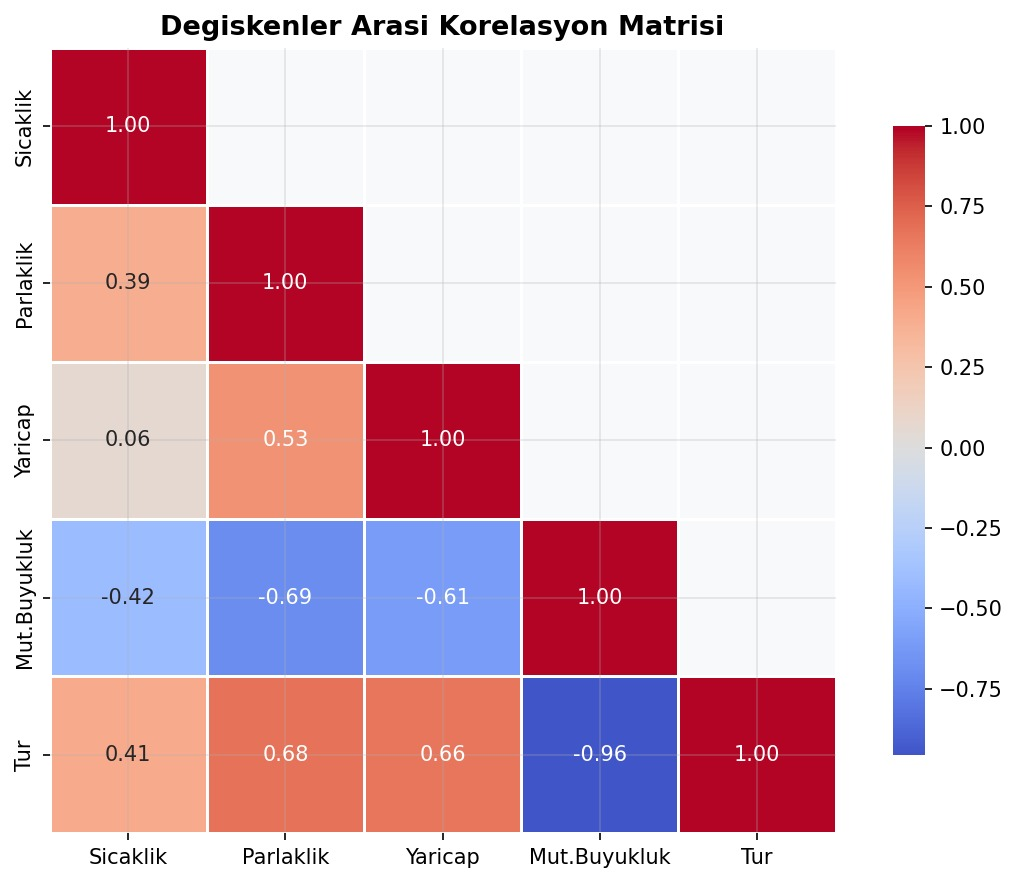 Degiskenler Arasi Korelasyon Matrisi
Sicaklik
1.00
Parlaklik
0.39
1.00
Yaricap
0.06
0.53
1.00
Mut.Buyukluk
-0.42
-0.69
-0.61
1.00
Tur
0.41
0.68
0.66
-0.96
1.00
Sicaklik
Parlaklik
Yaricap
Mut.Buyukluk
Tur
1.00
0.75
0.50
0.25
0.00
−0.25
−0.50
−0.75